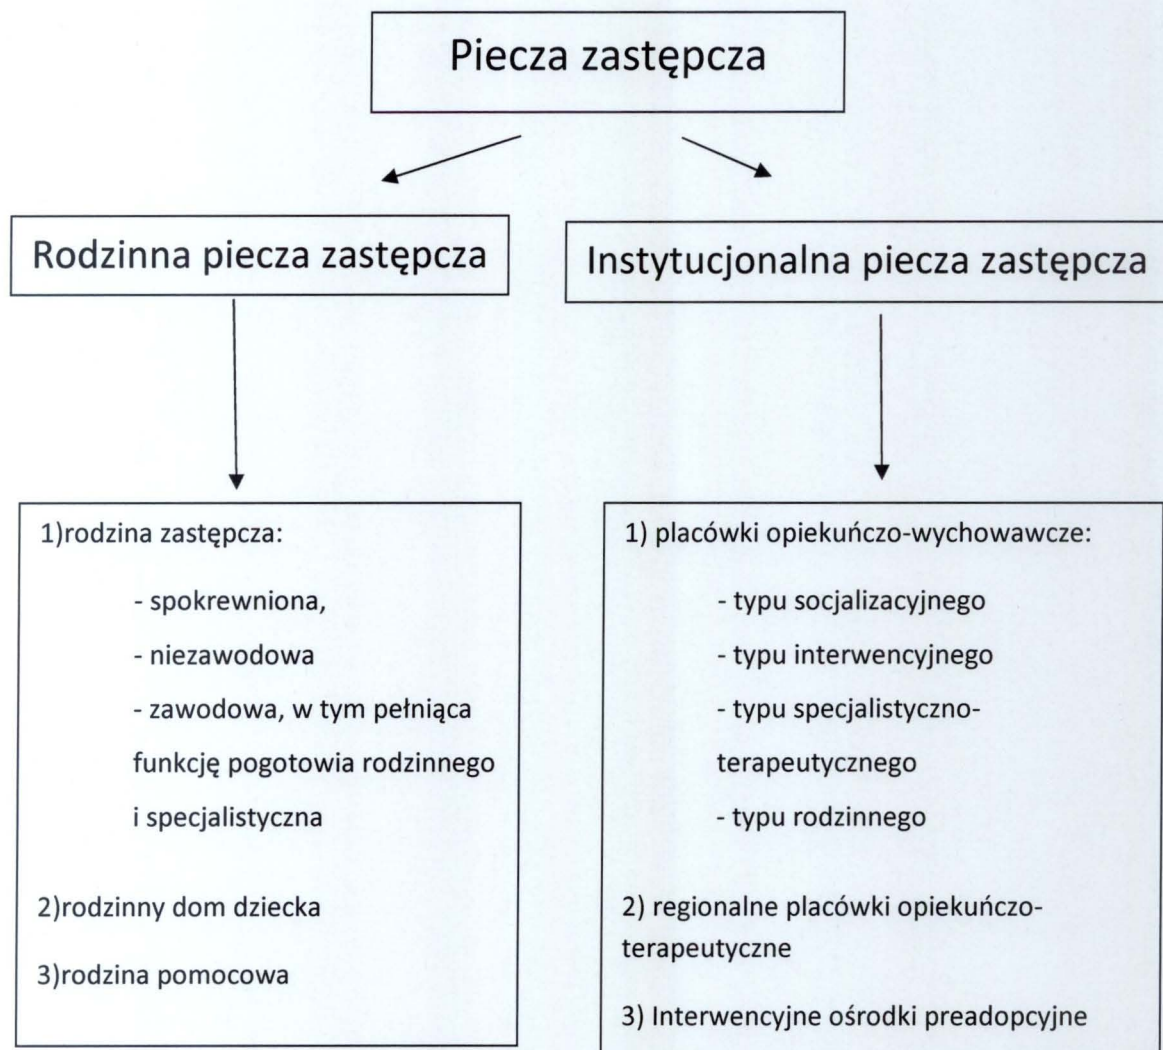 Piecza zastępcza
Rodzinna piecza zastępcza
Instytucjonalna piecza zastępcza
1)rodzina zastępcza:
- spokrewniona,
- niezawodowa
- zawodowa, w tym pełniąca
funkcję pogotowia rodzinnego
i specjalistyczna
2)rodzinny dom dziecka
3)rodzina pomocowa
1) placówki opiekuńczo-wychowawcze:
- typu socjalizacyjnego
- typu interwencyjnego
- typu specjalistyczno-
terapeutycznego
- typu rodzinnego
2) regionalne placówki opiekuńczo-
terapeutyczne
3) Interwencyjne ośrodki preadopcyjne